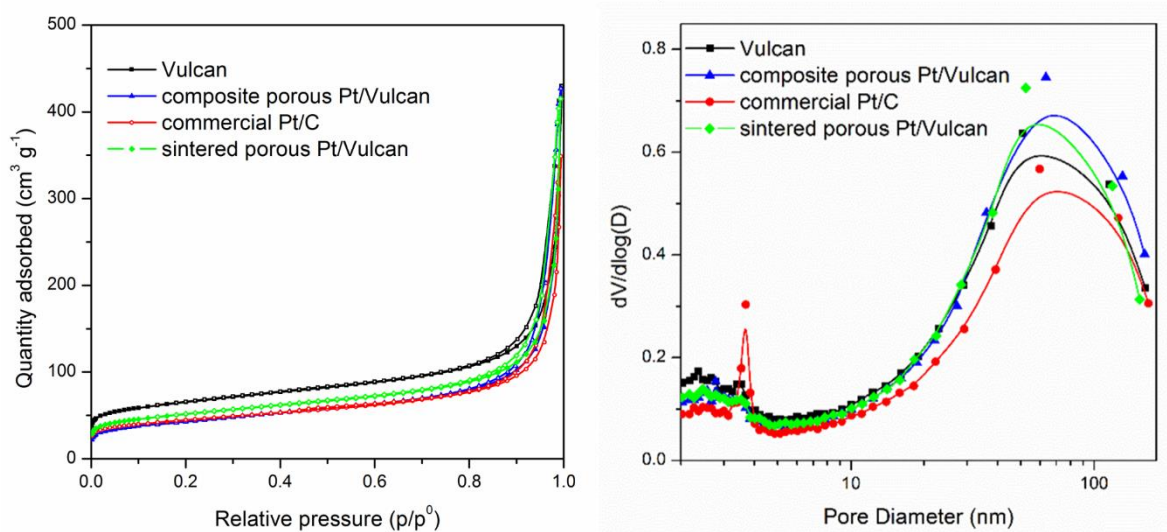 500
400
300
200
100
0
Quantity adsorbed (cm³ g⁻¹)
Vulcan
composite porous Pt/Vulcan
commercial Pt/C
sintered porous Pt/Vulcan
0.0 0.2 0.4 0.6 0.8 1.0
Relative pressure (p/p⁰)
0.8
0.6
0.4
0.2
0.0
dV/dlog(D)
Vulcan
composite porous Pt/Vulcan
commercial Pt/C
sintered porous Pt/Vulcan
10 100
Pore Diameter (nm)